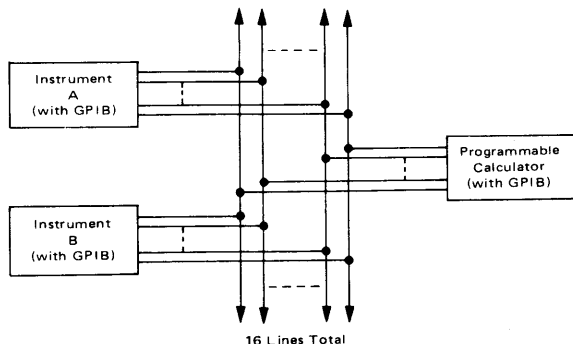 Instrument
A
(with GPIB)
Programmable
Calculator
(with GPIB)
Instrument
B
(with GPIB)
16 Lines Total